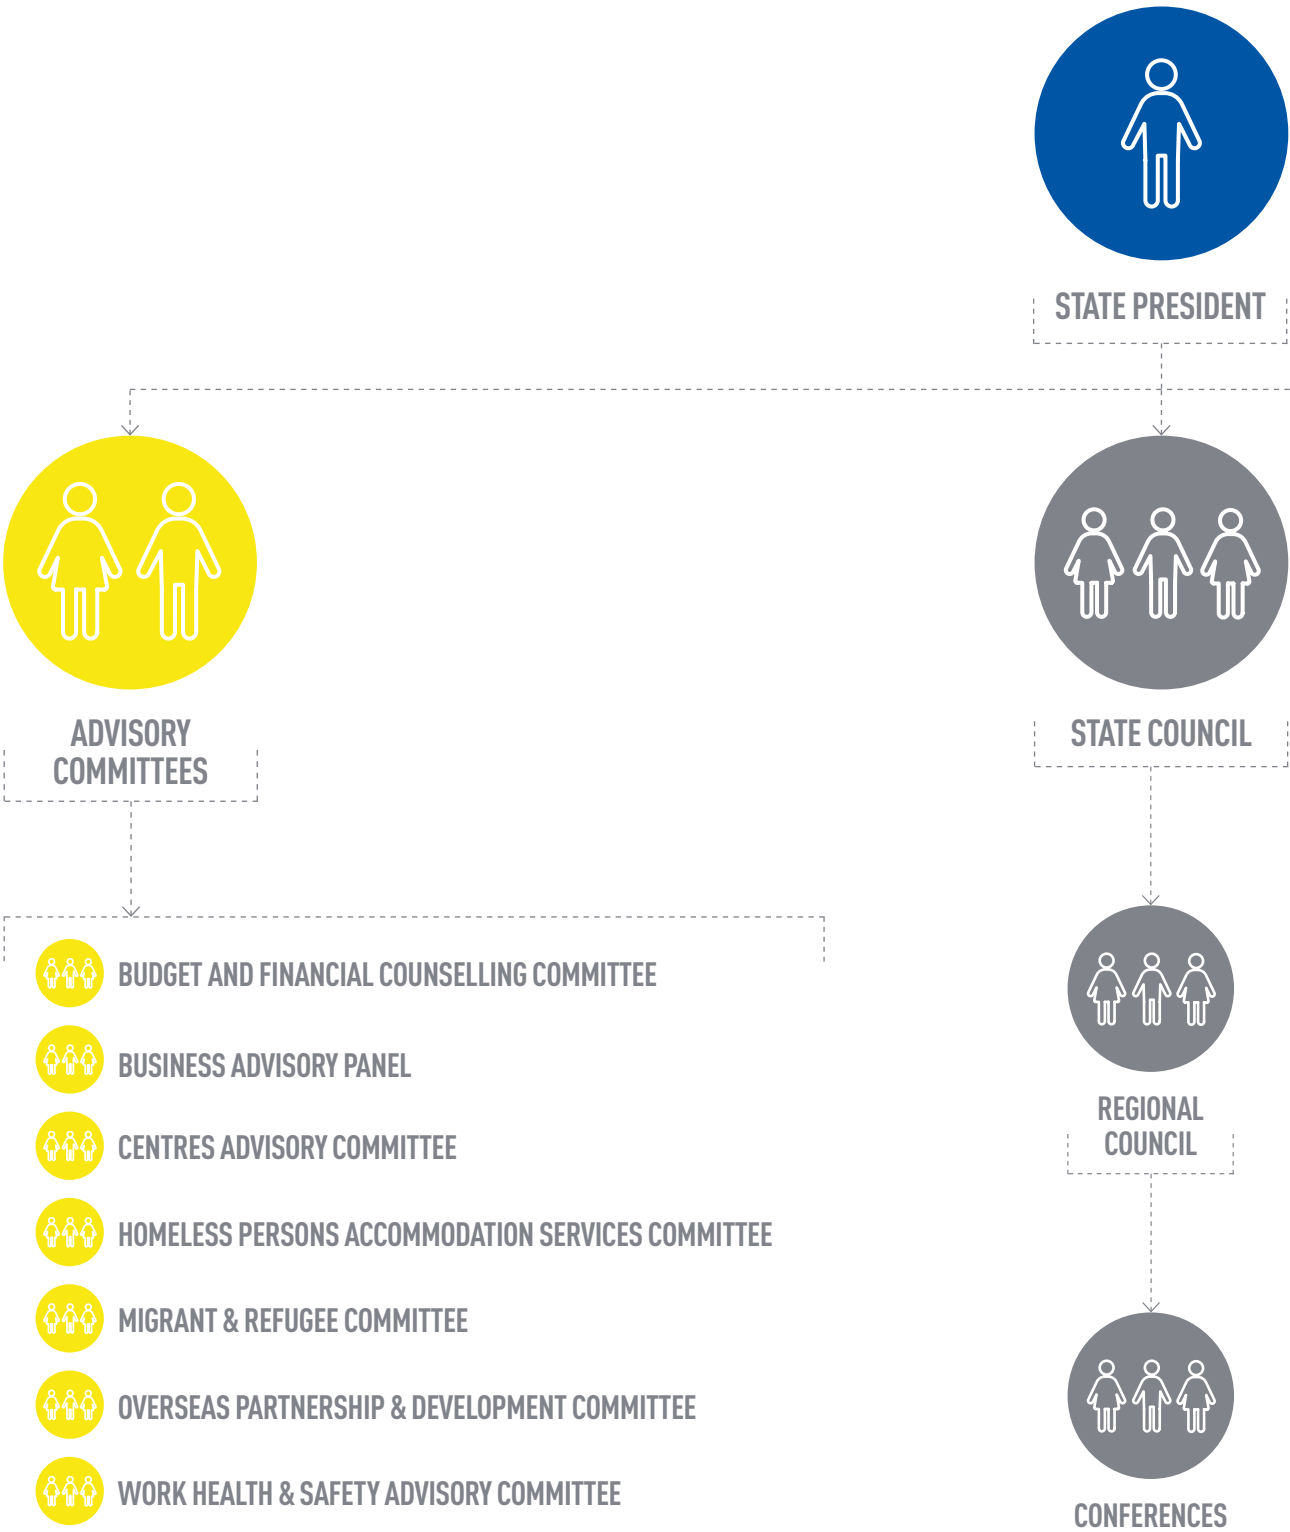 STATE PRESIDENT
ADVISORY
COMMITTEES
STATE COUNCIL
BUDGET AND FINANCIAL COUNSELLING COMMITTEE
BUSINESS ADVISORY PANEL
CENTRES ADVISORY COMMITTEE
HOMELESS PERSONS ACCOMMODATION SERVICES COMMITTEE
MIGRANT & REFUGEE COMMITTEE
OVERSEAS PARTNERSHIP & DEVELOPMENT COMMITTEE
WORK HEALTH & SAFETY ADVISORY COMMITTEE
REGIONAL
COUNCIL
CONFERENCES